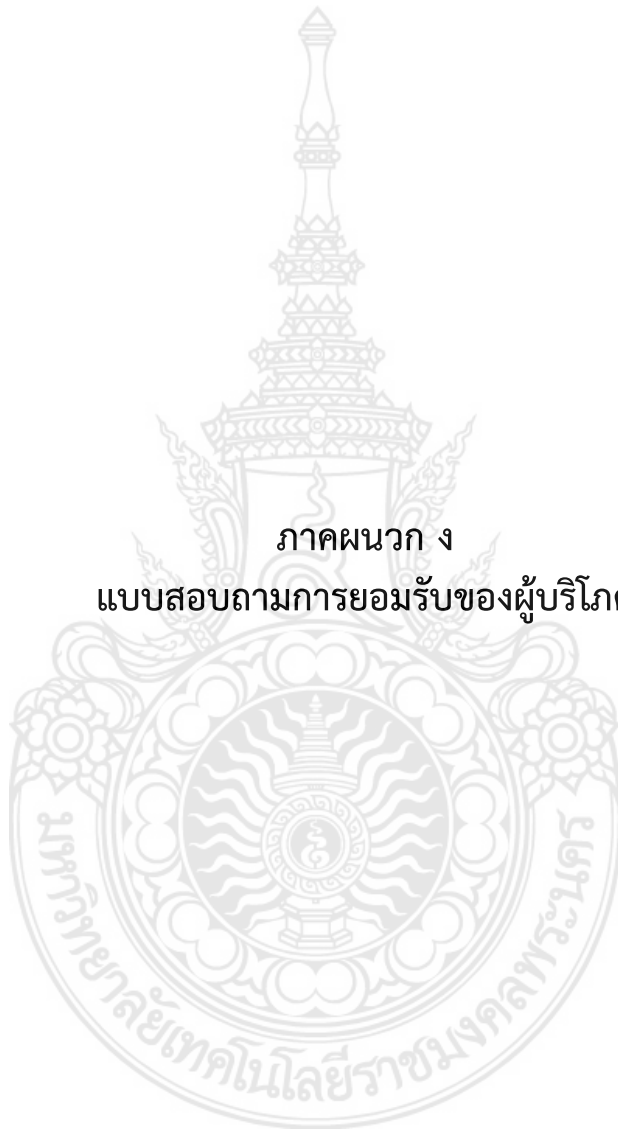 ภาคผนวก ง
แบบสอบถามการยอมรับของผู้บริโภค
มหาวิทยาลัยเทคโนโลยีราชมงคลพระนคร